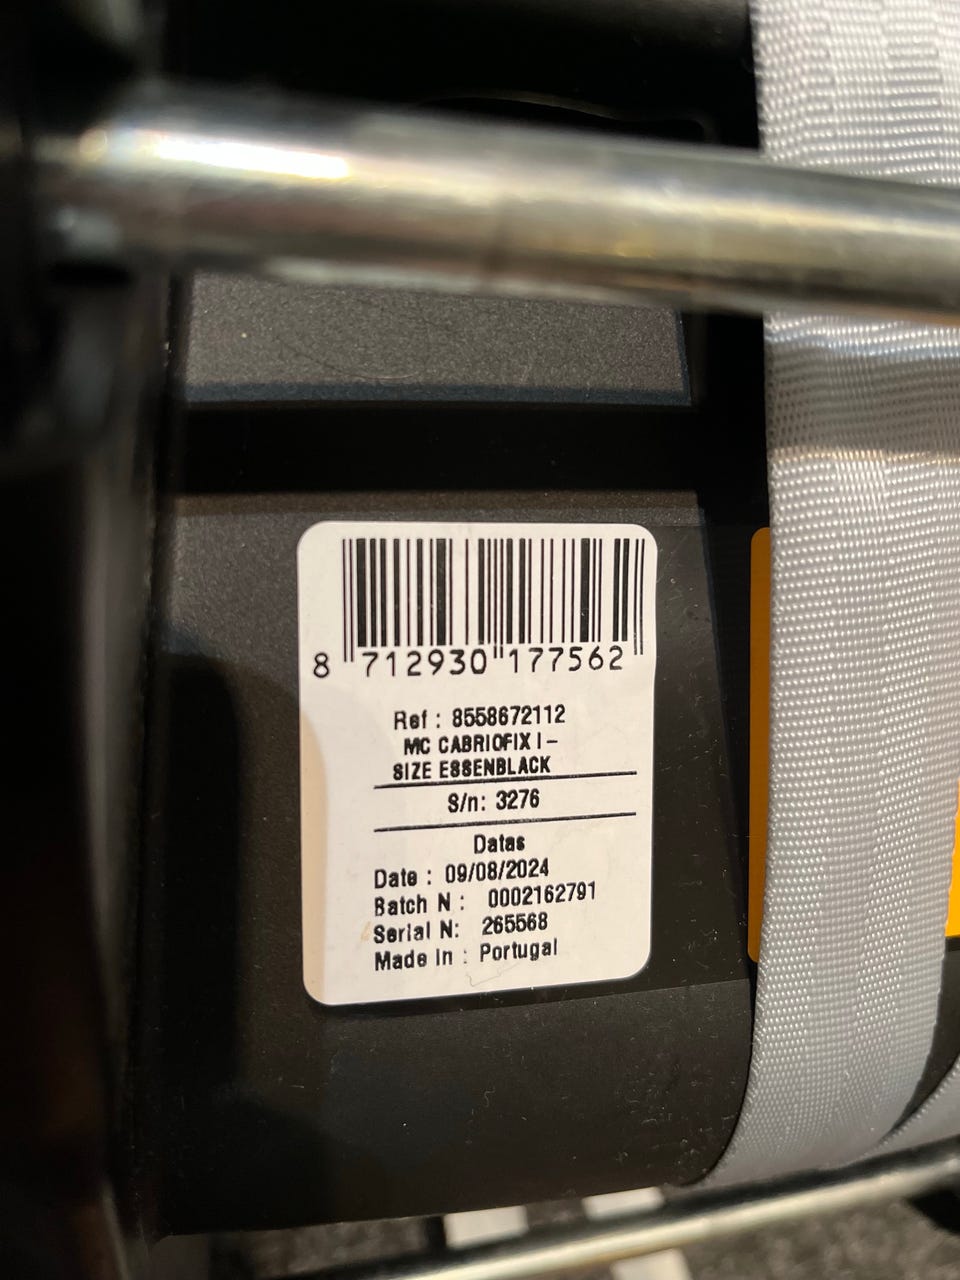 8 712930 177562
Ref : 8558672112
MC CABRIOFIX I-
SIZE ESSENBLACK
S/n: 3276
Datas
Date : 09/08/2024
Batch N : 0002162791
Serial N: 265568
Made in : Portugal